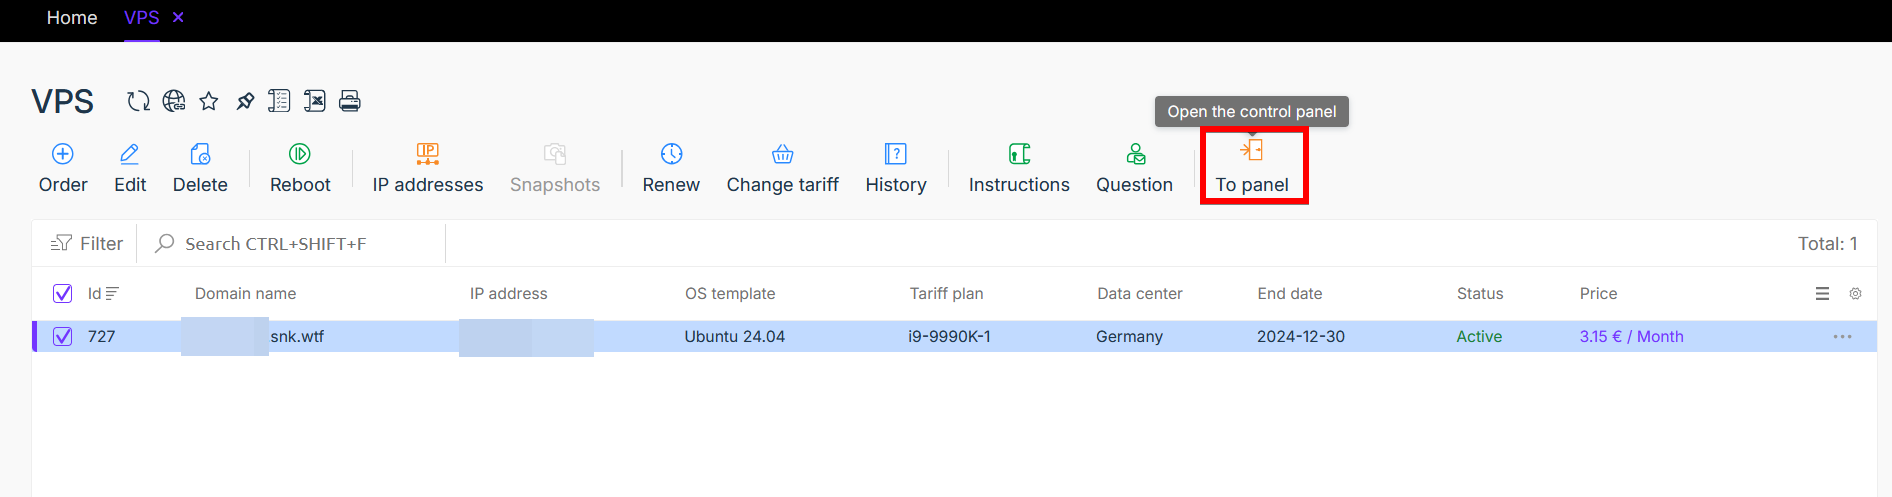 Home VPS ×
VPS
Open the control panel
Order Edit Delete Reboot IP addresses Snapshots Renew Change tariff History Instructions Question To panel
Filter Search CTRL+SHIFT+F Total: 1
Id Domain name IP address OS template Tariff plan Data center End date Status Price
727 snk.wtf Ubuntu 24.04 i9-9990K-1 Germany 2024-12-30 Active 3.15 € / Month